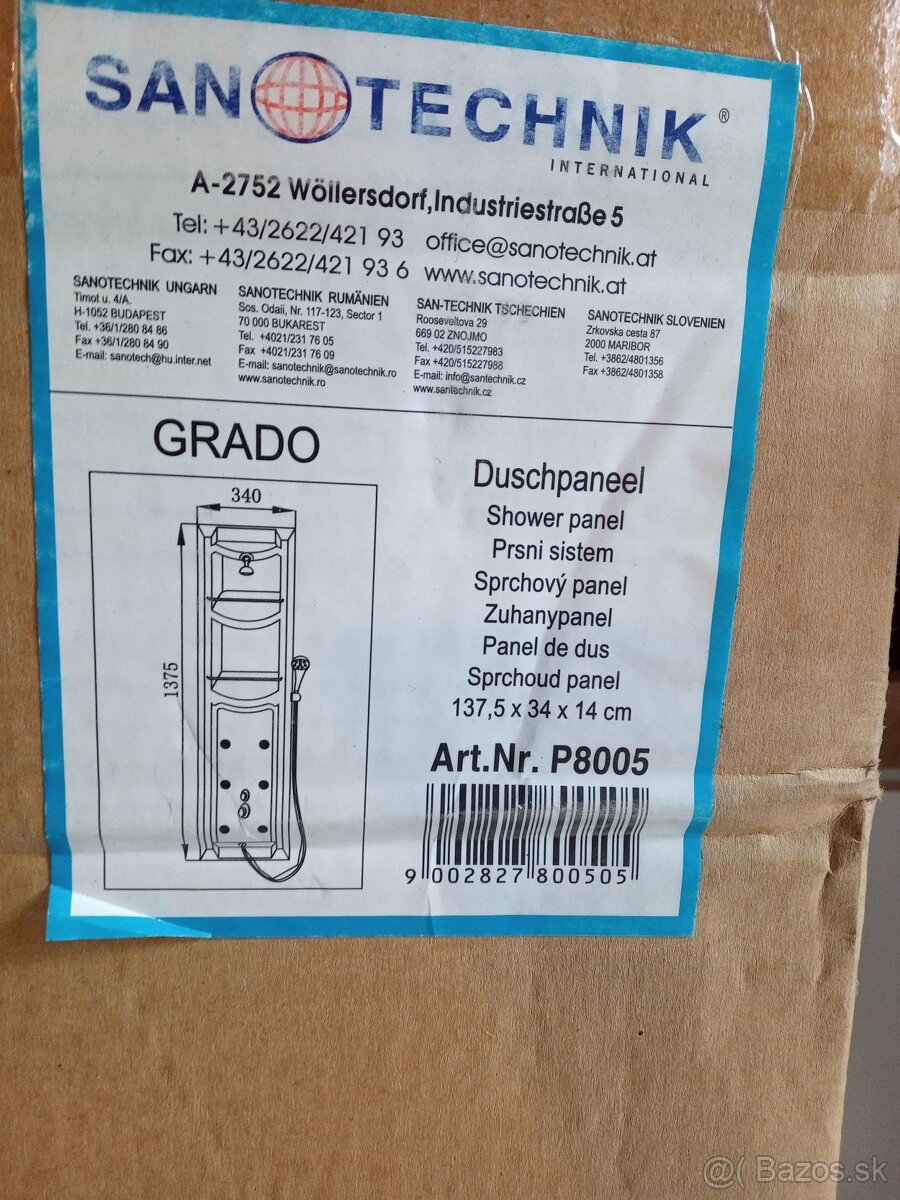 SANOTECHNIK ®
INTERNATIONAL
A-2752 Wöllersdorf,Industriestraße 5
Tel: +43/2622/421 93 office@sanotechnik.at
Fax: +43/2622/421 93 6 www.sanotechnik.at
SANOTECHNIK UNGARN
Timot u. 4/A.
H-1052 BUDAPEST
Tel. +36/1/280 84 86
Fax +36/1/280 84 90
E-mail: sanotech@hu.inter.net
SANOTECHNIK RUMÄNIEN
Sos. Odaii, Nr. 117-123, Sector 1
70 000 BUKAREST
Tel. +4021/231 76 05
Fax +4021/231 76 09
E-mail: sanotechnik@sanotechnik.ro
www.sanotechnik.ro
SAN-TECHNIK TSCHECHIEN
Rooseveltova 29
669 02 ZNOJMO
Tel. +420/515227983
Fax +420/515227988
E-mail: info@santechnik.cz
www.santechnik.cz
SANOTECHNIK SLOVENIEN
Zrkovska cesta 87
2000 MARIBOR
Tel. +3862/4801356
Fax +3862/4801358
GRADO
340
1375
Duschpaneel
Shower panel
Prsni sistem
Sprchový panel
Zuhanypanel
Panel de dus
Sprchoud panel
137,5 x 34 x 14 cm
Art.Nr. P8005
9 002827 800505
@( Bazos.sk